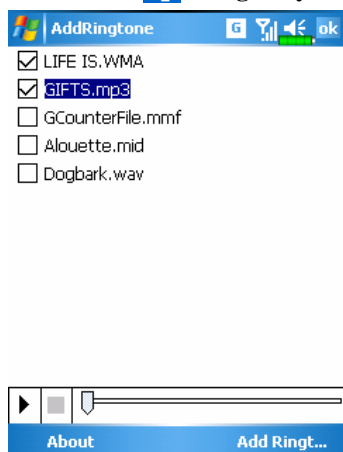 AddRingtone G ok
LIFE IS.WMA
GIFTS.mp3
GCounterFile.mmf
Alouette.mid
Dogbark.wav
About Add Ringt...